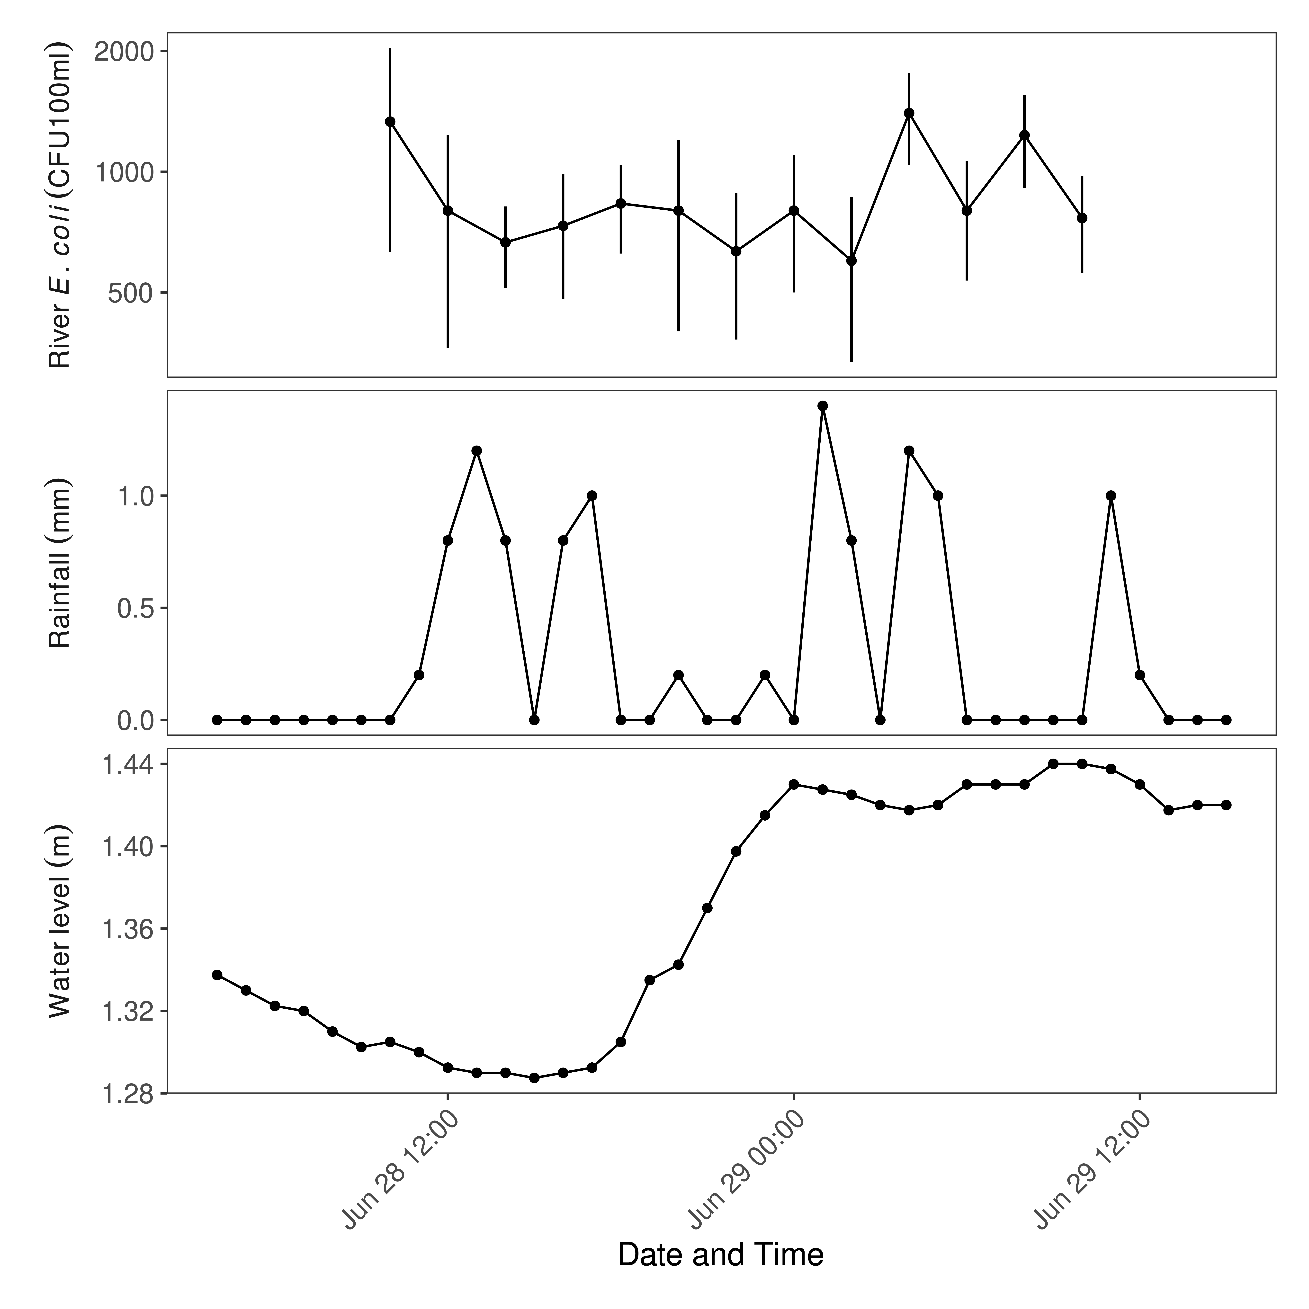 River E. coli (CFU100ml)
2000
1000
500
Rainfall (mm)
1.0
0.5
0.0
Water level (m)
1.44
1.40
1.36
1.32
1.28
Jun 28 12:00
Jun 29 00:00
Jun 29 12:00
Date and Time